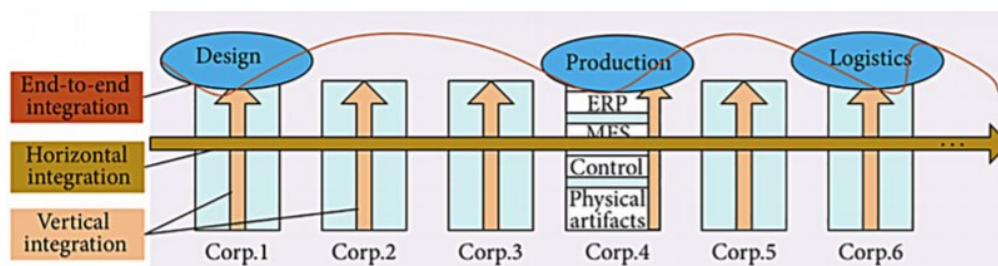 Design
Production
Logistics
End-to-end
integration
ERP
MES
Horizontal
integration
...
Control
Physical
artifacts
Vertical
integration
Corp.1
Corp.2
Corp.3
Corp.4
Corp.5
Corp.6